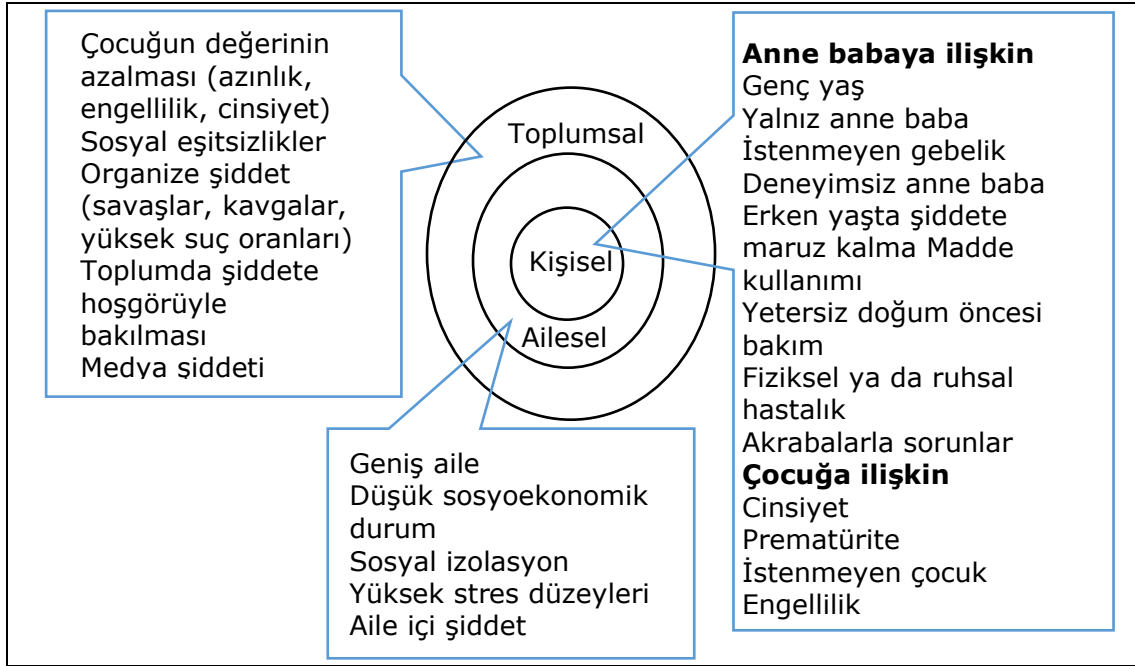 Çocuğun değerinin
azalması (azınlık,
engellilik, cinsiyet)
Sosyal eşitsizlikler
Organize şiddet
(savaşlar, kavgalar,
yüksek suç oranları)
Toplumda şiddete
hoşgörüyle
bakılması
Medya şiddeti
Toplumsal
Kişisel
Ailesel
Anne babaya ilişkin
Genç yaş
Yalnız anne baba
İstenmeyen gebelik
Deneyimsiz anne baba
Erken yaşta şiddete
maruz kalma Madde
kullanımı
Yetersiz doğum öncesi
bakım
Fiziksel ya da ruhsal
hastalık
Akrabalarla sorunlar
Çocuğa ilişkin
Cinsiyet
Prematürite
İstenmeyen çocuk
Engellilik
Geniş aile
Düşük sosyoekonomik
durum
Sosyal izolasyon
Yüksek stres düzeyleri
Aile içi şiddet